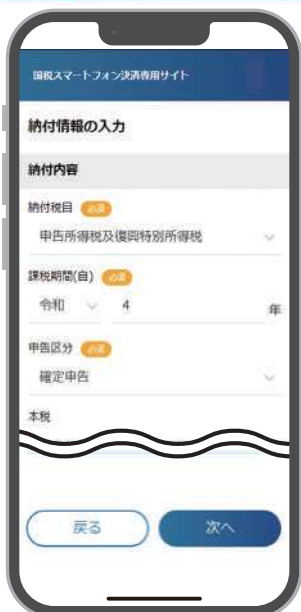 国税スマートフォン決済専用サイト
納付情報の入力
納付内容
納付税目 必須
申告所得税及復興特別所得税
課税期間(自) 必須
令和 4 年
申告区分 必須
確定申告
本税
戻る 次へ